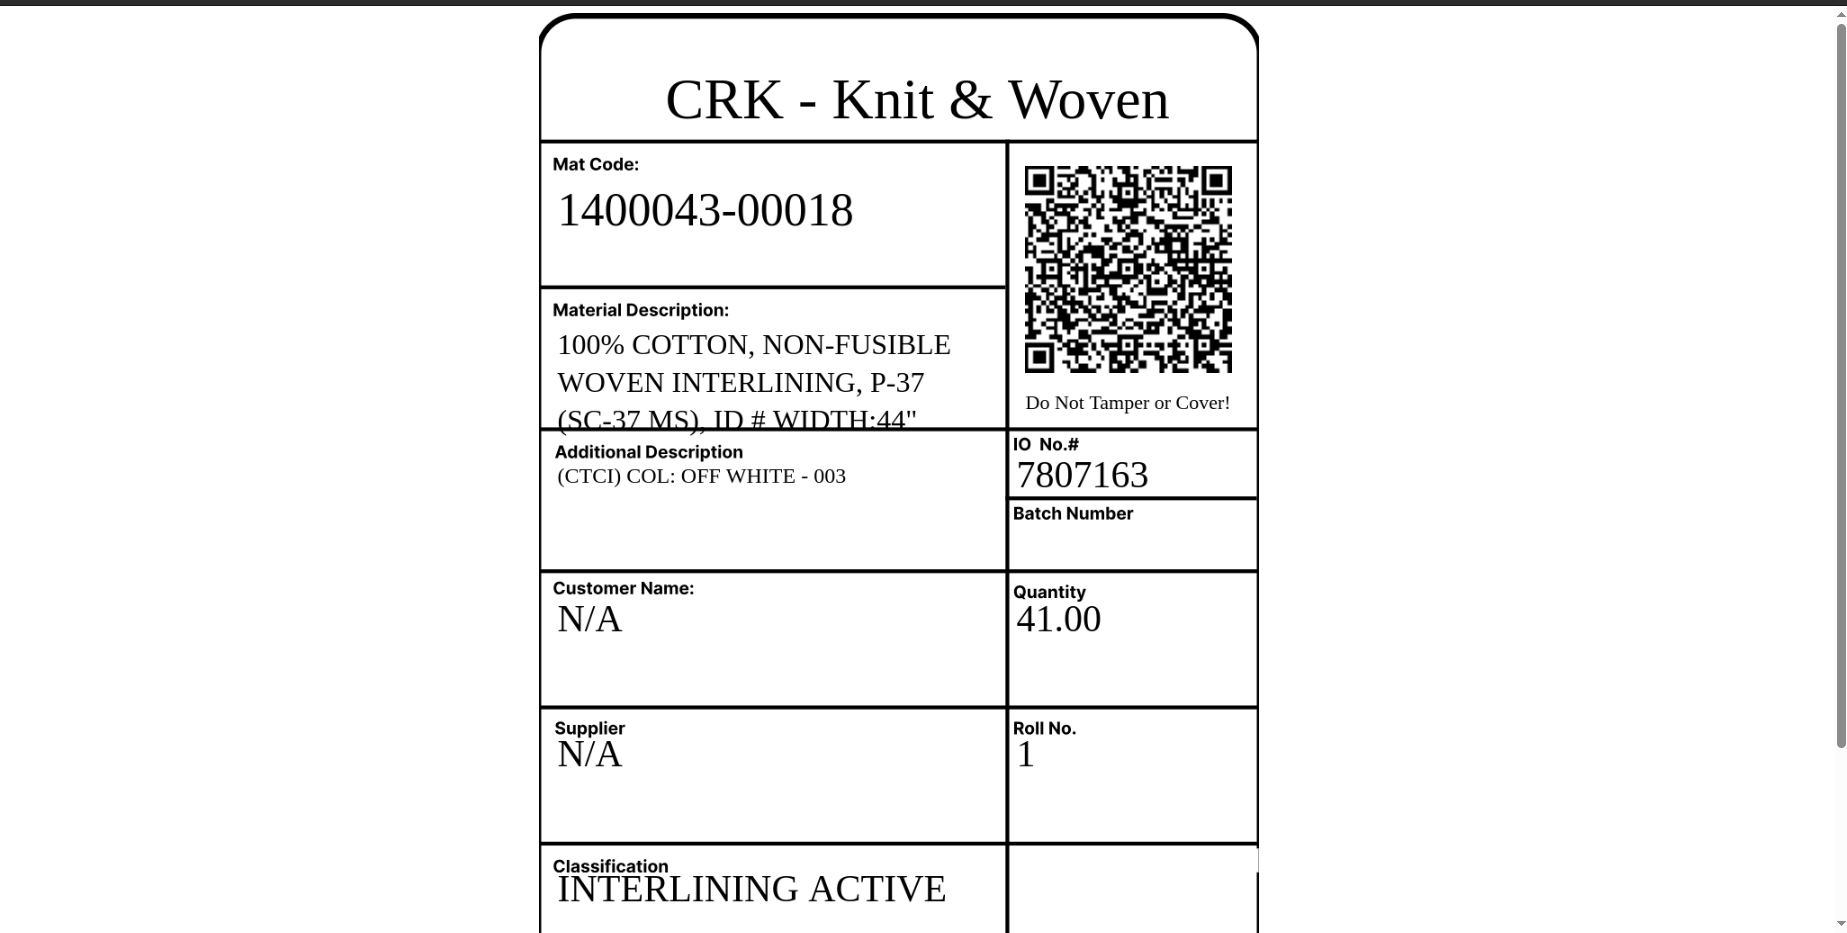 CRK - Knit & Woven
Mat Code:
1400043-00018
Material Description:
100% COTTON, NON-FUSIBLE
WOVEN INTERLINING, P-37
(SC-37 MS), ID # WIDTH:44"
Do Not Tamper or Cover!
Additional Description
(CTCI) COL: OFF WHITE - 003
IO No.#
7807163
Batch Number
Customer Name:
N/A
Quantity
41.00
Supplier
N/A
Roll No.
1
Classification
INTERLINING ACTIVE